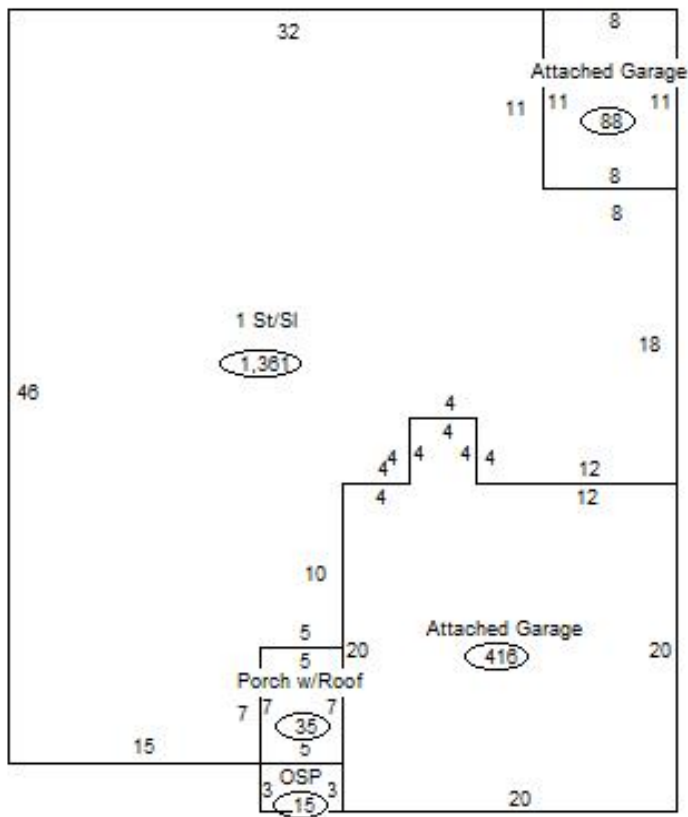 32
8
Attached Garage
11 11 11
88
8
8
1 St/Sl
1,361
18
46
4
4
4 4 4 4
4 12
4 12
10
5
5 20 Attached Garage 20
416
Porch w/Roof
7 7 7
35
15 5
OSP
3 3
15 20